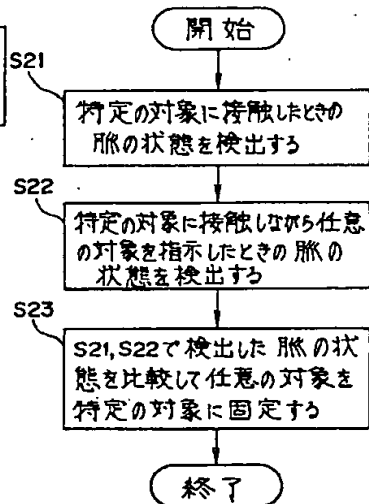 開始
S21
特定の対象に接触したときの
脈の状態を検出する
S22
特定の対象に接触しながら任意
の対象を指示したときの脈の
状態を検出する
S23
S21,S22で検出した脈の状
態を比較して任意の対象を
特定の対象に固定する
終了